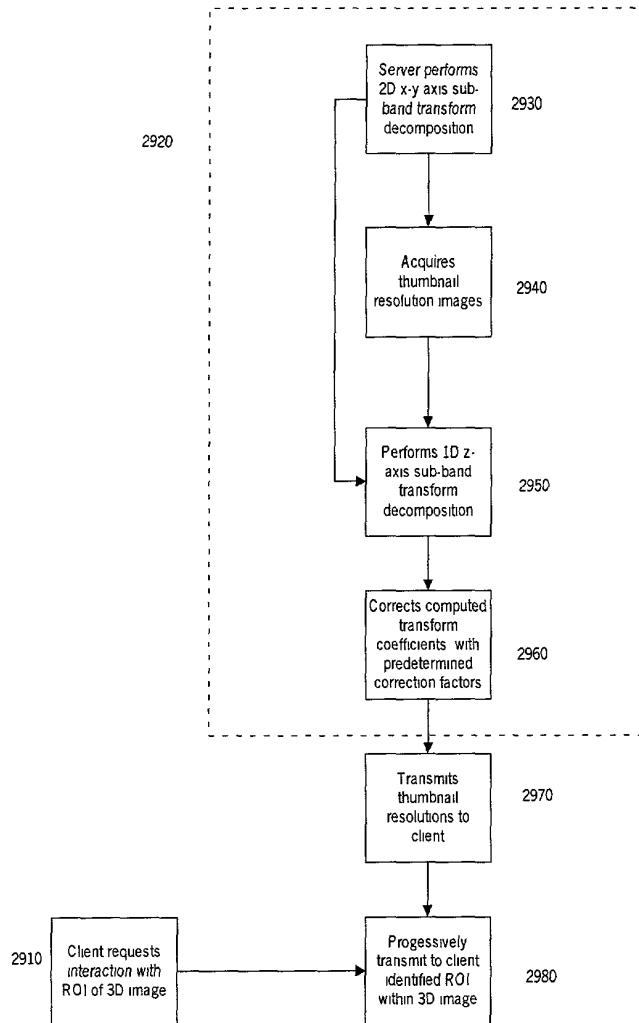 Server performs
2D x-y axis sub-
band transform
decomposition
2930
2920
Acquires
thumbnail
resolution images
2940
Performs 1D z-
axis sub-band
transform
decomposition
2950
Corrects computed
transform
coefficients with
predetermined
correction factors
2960
Transmits
thumbnail
resolutions to
client
2970
2910
Client requests
interaction with
ROI of 3D image
Progessively
transmit to client
identified ROI
within 3D image
2980